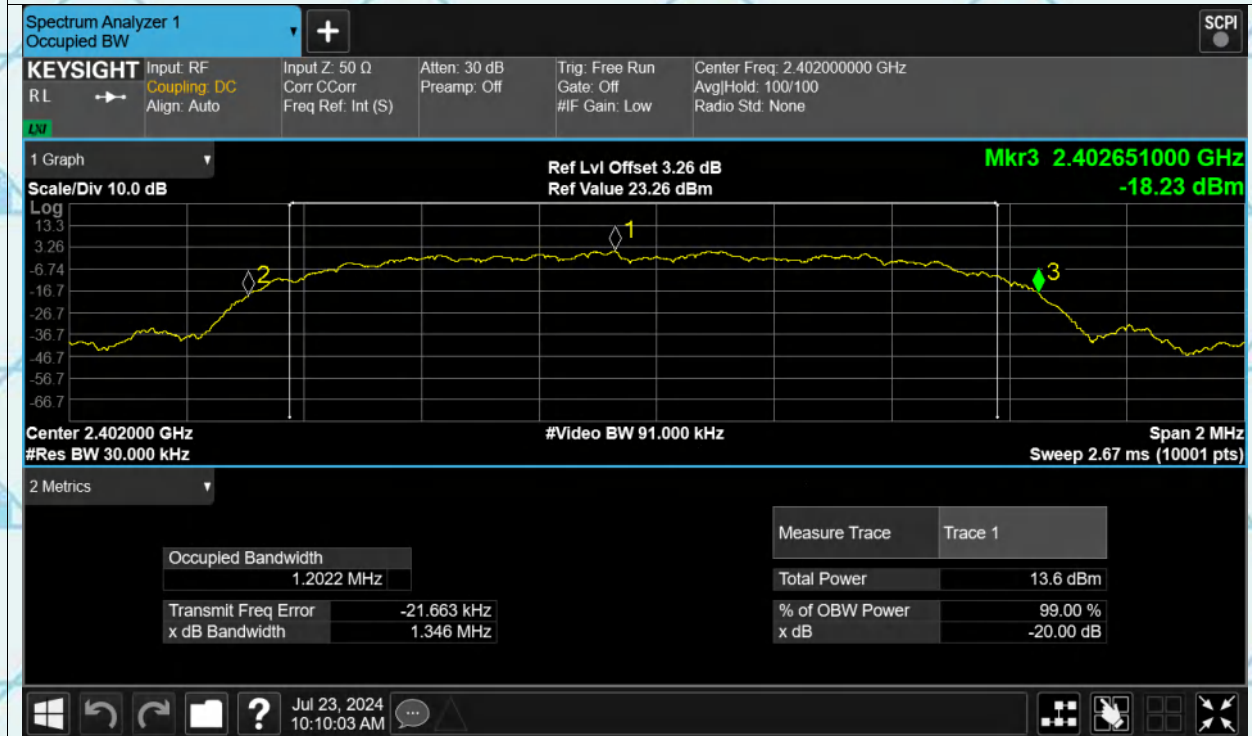 Spectrum Analyzer 1
Occupied BW
+
SCPI
KEYSIGHT
RL
LXI
Input: RF
Coupling: DC
Align: Auto
Input Z: 50 Ω
Corr CCorr
Freq Ref: Int (S)
Atten: 30 dB
Preamp: Off
Trig: Free Run
Gate: Off
#IF Gain: Low
Center Freq: 2.402000000 GHz
Avg|Hold: 100/100
Radio Std: None
1 Graph
Scale/Div 10.0 dB
Ref Lvl Offset 3.26 dB
Ref Value 23.26 dBm
Mkr3 2.402651000 GHz
-18.23 dBm
Log
13.3
3.26
-6.74
-16.7
-26.7
-36.7
-46.7
-56.7
-66.7
1
2
3
Center 2.402000 GHz
#Video BW 91.000 kHz
Span 2 MHz
#Res BW 30.000 kHz
Sweep 2.67 ms (10001 pts)
2 Metrics
Measure Trace Trace 1
Occupied Bandwidth
1.2022 MHz
Total Power 13.6 dBm
Transmit Freq Error -21.663 kHz
% of OBW Power 99.00 %
x dB Bandwidth 1.346 MHz
x dB -20.00 dB
?
Jul 23, 2024
10:10:03 AM